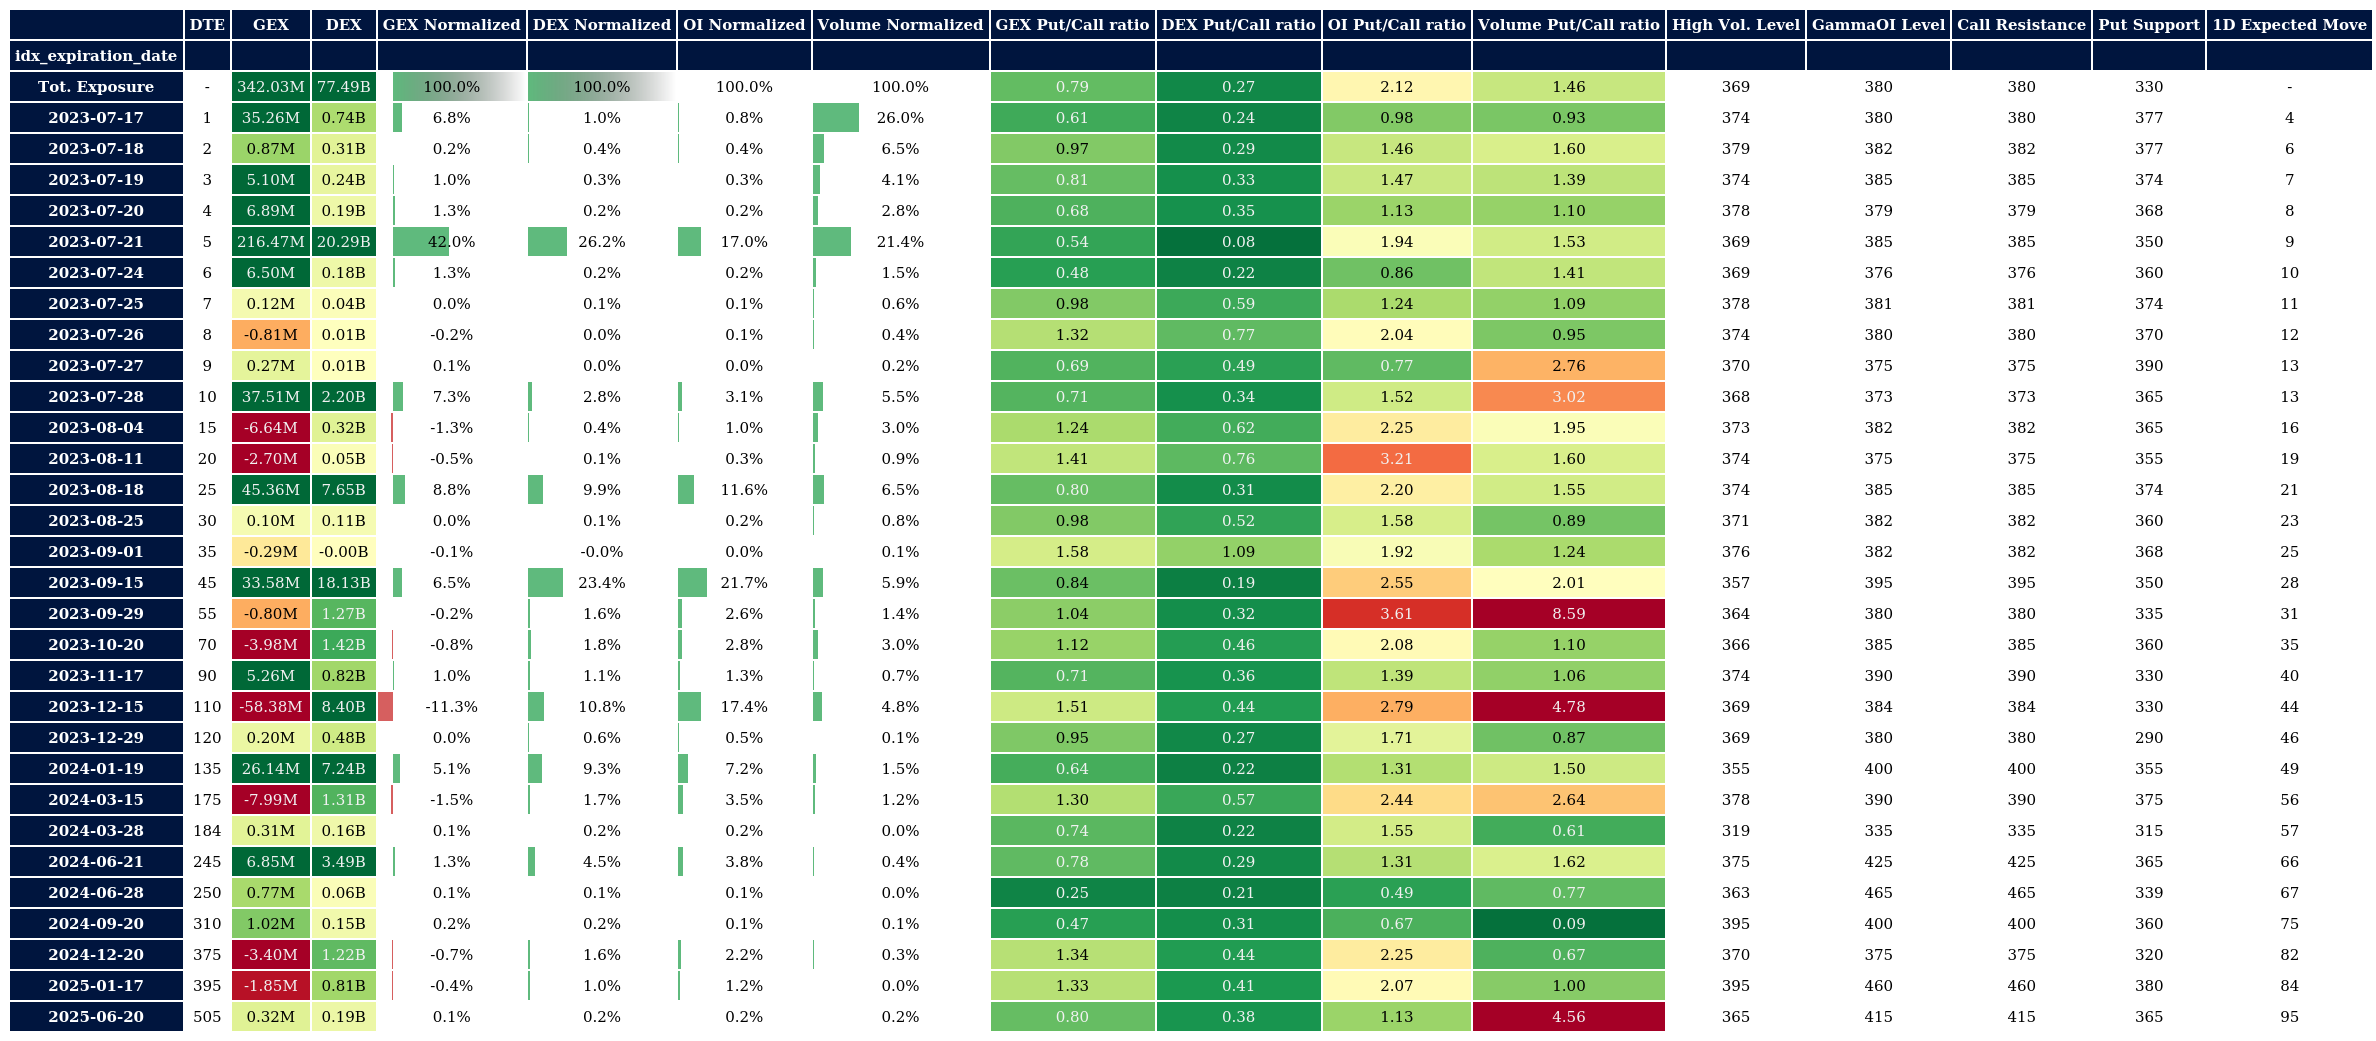 DTE GEX DEX GEX Normalized DEX Normalized OI Normalized Volume Normalized GEX Put/Call ratio DEX Put/Call ratio OI Put/Call ratio Volume Put/Call ratio High Vol. Level GammaOI Level Call Resistance Put Support 1D Expected Move
idx_expiration_date
Tot. Exposure - 342.03M 77.49B 100.0% 100.0% 100.0% 100.0% 0.79 0.27 2.12 1.46 369 380 380 330 -
2023-07-17 1 35.26M 0.74B 6.8% 1.0% 0.8% 26.0% 0.61 0.24 0.98 0.93 374 380 380 377 4
2023-07-18 2 0.87M 0.31B 0.2% 0.4% 0.4% 6.5% 0.97 0.29 1.46 1.60 379 382 382 377 6
2023-07-19 3 5.10M 0.24B 1.0% 0.3% 0.3% 4.1% 0.81 0.33 1.47 1.39 374 385 385 374 7
2023-07-20 4 6.89M 0.19B 1.3% 0.2% 0.2% 2.8% 0.68 0.35 1.13 1.10 378 379 379 368 8
2023-07-21 5 216.47M 20.29B 42.0% 26.2% 17.0% 21.4% 0.54 0.08 1.94 1.53 369 385 385 350 9
2023-07-24 6 6.50M 0.18B 1.3% 0.2% 0.2% 1.5% 0.48 0.22 0.86 1.41 369 376 376 360 10
2023-07-25 7 0.12M 0.04B 0.0% 0.1% 0.1% 0.6% 0.98 0.59 1.24 1.09 378 381 381 374 11
2023-07-26 8 -0.81M 0.01B -0.2% 0.0% 0.1% 0.4% 1.32 0.77 2.04 0.95 374 380 380 370 12
2023-07-27 9 0.27M 0.01B 0.1% 0.0% 0.0% 0.2% 0.69 0.49 0.77 2.76 370 375 375 390 13
2023-07-28 10 37.51M 2.20B 7.3% 2.8% 3.1% 5.5% 0.71 0.34 1.52 3.02 368 373 373 365 13
2023-08-04 15 -6.64M 0.32B -1.3% 0.4% 1.0% 3.0% 1.24 0.62 2.25 1.95 373 382 382 365 16
2023-08-11 20 -2.70M 0.05B -0.5% 0.1% 0.3% 0.9% 1.41 0.76 3.21 1.60 374 375 375 355 19
2023-08-18 25 45.36M 7.65B 8.8% 9.9% 11.6% 6.5% 0.80 0.31 2.20 1.55 374 385 385 374 21
2023-08-25 30 0.10M 0.11B 0.0% 0.1% 0.2% 0.8% 0.98 0.52 1.58 0.89 371 382 382 360 23
2023-09-01 35 -0.29M -0.00B -0.1% -0.0% 0.0% 0.1% 1.58 1.09 1.92 1.24 376 382 382 368 25
2023-09-15 45 33.58M 18.13B 6.5% 23.4% 21.7% 5.9% 0.84 0.19 2.55 2.01 357 395 395 350 28
2023-09-29 55 -0.80M 1.27B -0.2% 1.6% 2.6% 1.4% 1.04 0.32 3.61 8.59 364 380 380 335 31
2023-10-20 70 -3.98M 1.42B -0.8% 1.8% 2.8% 3.0% 1.12 0.46 2.08 1.10 366 385 385 360 35
2023-11-17 90 5.26M 0.82B 1.0% 1.1% 1.3% 0.7% 0.71 0.36 1.39 1.06 374 390 390 330 40
2023-12-15 110 -58.38M 8.40B -11.3% 10.8% 17.4% 4.8% 1.51 0.44 2.79 4.78 369 384 384 330 44
2023-12-29 120 0.20M 0.48B 0.0% 0.6% 0.5% 0.1% 0.95 0.27 1.71 0.87 369 380 380 290 46
2024-01-19 135 26.14M 7.24B 5.1% 9.3% 7.2% 1.5% 0.64 0.22 1.31 1.50 355 400 400 355 49
2024-03-15 175 -7.99M 1.31B -1.5% 1.7% 3.5% 1.2% 1.30 0.57 2.44 2.64 378 390 390 375 56
2024-03-28 184 0.31M 0.16B 0.1% 0.2% 0.2% 0.0% 0.74 0.22 1.55 0.61 319 335 335 315 57
2024-06-21 245 6.85M 3.49B 1.3% 4.5% 3.8% 0.4% 0.78 0.29 1.31 1.62 375 425 425 365 66
2024-06-28 250 0.77M 0.06B 0.1% 0.1% 0.1% 0.0% 0.25 0.21 0.49 0.77 363 465 465 339 67
2024-09-20 310 1.02M 0.15B 0.2% 0.2% 0.1% 0.1% 0.47 0.31 0.67 0.09 395 400 400 360 75
2024-12-20 375 -3.40M 1.22B -0.7% 1.6% 2.2% 0.3% 1.34 0.44 2.25 0.67 370 375 375 320 82
2025-01-17 395 -1.85M 0.81B -0.4% 1.0% 1.2% 0.0% 1.33 0.41 2.07 1.00 395 460 460 380 84
2025-06-20 505 0.32M 0.19B 0.1% 0.2% 0.2% 0.2% 0.80 0.38 1.13 4.56 365 415 415 365 95